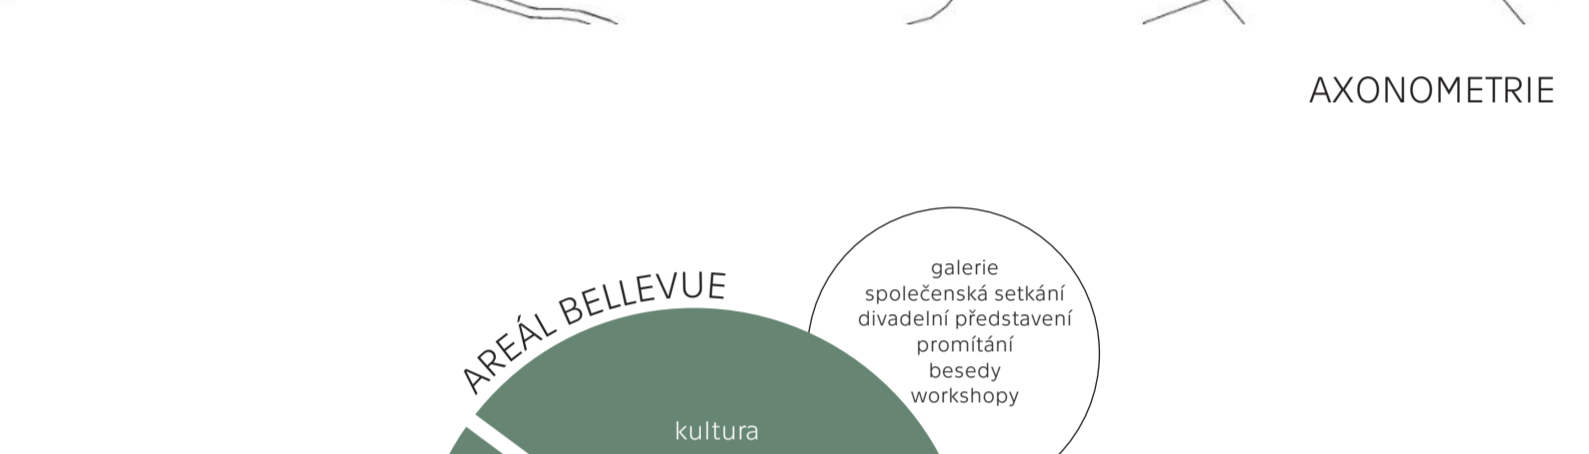 AXONOMETRIE
AREÁL BELLEVUE
galerie
společenská setkání
divadelní představení
promítání
besedy
workshopy
kultura